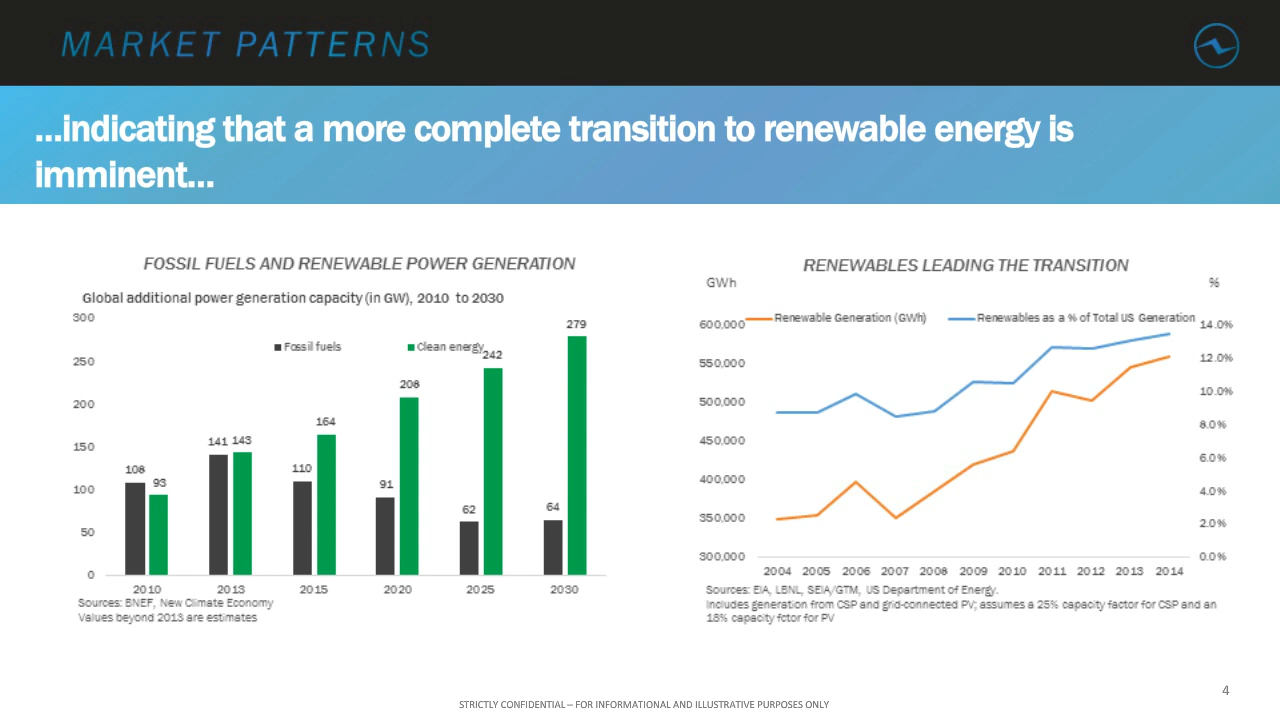 MARKET PATTERNS
...indicating that a more complete transition to renewable energy is
imminent...
FOSSIL FUELS AND RENEWABLE POWER GENERATION
Global additional power generation capacity (in GW), 2010 to 2030
300
250
200
150
100
50
0
Fossil fuels
Clean energy
108
93
141
143
110
164
91
208
62
242
64
279
2010 2013 2015 2020 2025 2030
Sources: BNEF, New Climate Economy
Values beyond 2013 are estimates
RENEWABLES LEADING THE TRANSITION
GWh
%
Renewable Generation (GWh)
Renewables as a % of Total US Generation
600,000
550,000
500,000
450,000
400,000
350,000
300,000
14.0%
12.0%
10.0%
8.0%
6.0%
4.0%
2.0%
0.0%
2004 2005 2006 2007 2008 2009 2010 2011 2012 2013 2014
Sources: EIA, LBNL, SEIA/GTM, US Department of Energy.
Includes generation from CSP and grid-connected PV; assumes a 25% capacity factor for CSP and an
18% capacity fctor for PV
4
STRICTLY CONFIDENTIAL – FOR INFORMATIONAL AND ILLUSTRATIVE PURPOSES ONLY